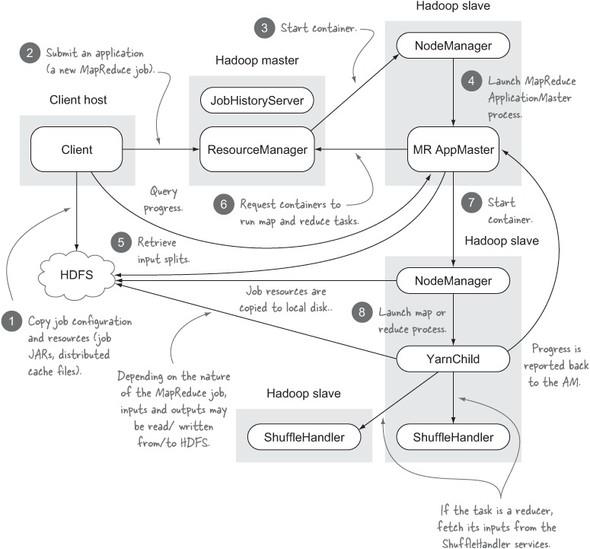 Hadoop slave
3 Start container.
NodeManager
2 Submit an application
(a new MapReduce job).
Hadoop master
4 Launch MapReduce
ApplicationMaster
process.
JobHistoryServer
Client host
Client
ResourceManager
MR AppMaster
Query
progress.
6 Request containers to
run map and reduce tasks.
7 Start
container.
5 Retrieve
input splits.
Hadoop slave
HDFS
NodeManager
Job resources are
copied to local disk..
8 Launch map or
reduce process.
1 Copy job configuration
and resources (job
JARs, distributed
cache files).
YarnChild
Progress is
reported back
to the AM.
Depending on the nature
of the MapReduce job,
inputs and outputs may
be read/ written
from/to HDFS.
Hadoop slave
ShuffleHandler
ShuffleHandler
If the task is a reducer,
fetch its inputs from the
ShuffleHandler services.